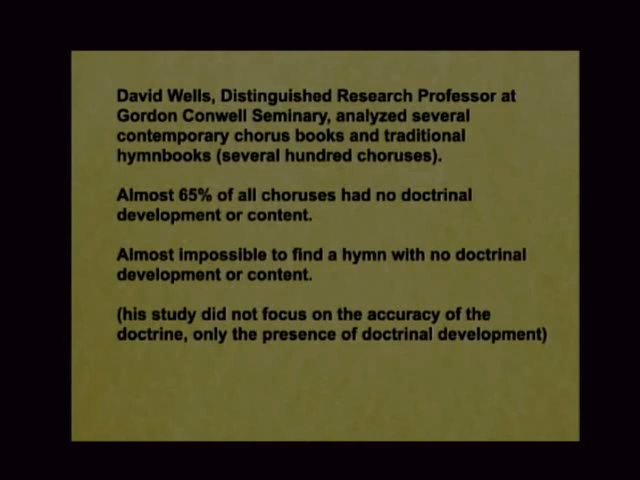 David Wells, Distinguished Research Professor at
Gordon Conwell Seminary, analyzed several
contemporary chorus books and traditional
hymnbooks (several hundred choruses).
Almost 65% of all choruses had no doctrinal
development or content.
Almost impossible to find a hymn with no doctrinal
development or content.
(his study did not focus on the accuracy of the
doctrine, only the presence of doctrinal development)